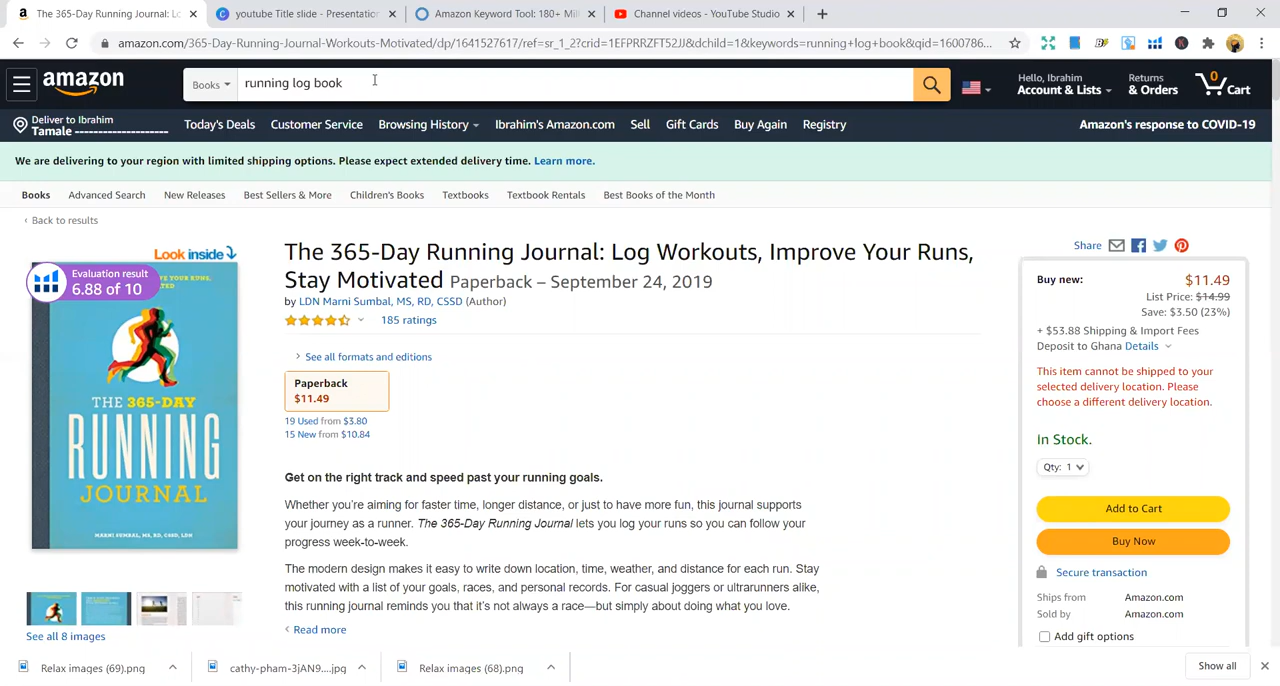 The 365-Day Running Journal: Lo
youtube Title slide - Presentation
Amazon Keyword Tool: 180+ Mil
Channel videos - YouTube Studio
amazon.com/365-Day-Running-Journal-Workouts-Motivated/dp/1641527617/ref=sr_1_2?crid=1EFPRRZFT52JJ&dchild=1&keywords=running+log+book&qid=1600786...
amazon
Books
running log book
Hello, Ibrahim
Account & Lists
Returns
& Orders
0
Cart
Deliver to Ibrahim
Tamale --------------------
Today's Deals
Customer Service
Browsing History
Ibrahim's Amazon.com
Sell
Gift Cards
Buy Again
Registry
Amazon's response to COVID-19
We are delivering to your region with limited shipping options. Please expect extended delivery time. Learn more.
Books
Advanced Search
New Releases
Best Sellers & More
Children's Books
Textbooks
Textbook Rentals
Best Books of the Month
‹ Back to results
Look inside
Evaluation result
6.88 of 10
THE 365-DAY
RUNNING
JOURNAL
MARNI SUMBAL, MS, RD, CSSD, LDN
See all 8 images
The 365-Day Running Journal: Log Workouts, Improve Your Runs,
Stay Motivated Paperback – September 24, 2019
by LDN Marni Sumbal, MS, RD, CSSD (Author)
185 ratings
› See all formats and editions
Paperback
$11.49
19 Used from $3.80
15 New from $10.84
Get on the right track and speed past your running goals.
Whether you're aiming for faster time, longer distance, or just to have more fun, this journal supports
your journey as a runner. The 365-Day Running Journal lets you log your runs so you can follow your
progress week-to-week.
The modern design makes it easy to write down location, time, weather, and distance for each run. Stay
motivated with a list of your goals, races, and personal records. For casual joggers or ultrarunners alike,
this running journal reminds you that it's not always a race—but simply about doing what you love.
‹ Read more
Share
Buy new:
$11.49
List Price: $14.99
Save: $3.50 (23%)
+ $53.88 Shipping & Import Fees
Deposit to Ghana Details
This item cannot be shipped to your
selected delivery location. Please
choose a different delivery location.
In Stock.
Qty: 1
Add to Cart
Buy Now
Secure transaction
Ships from Amazon.com
Sold by Amazon.com
Add gift options
Relax images (69).png
cathy-pham-3jAN9....jpg
Relax images (68).png
Show all